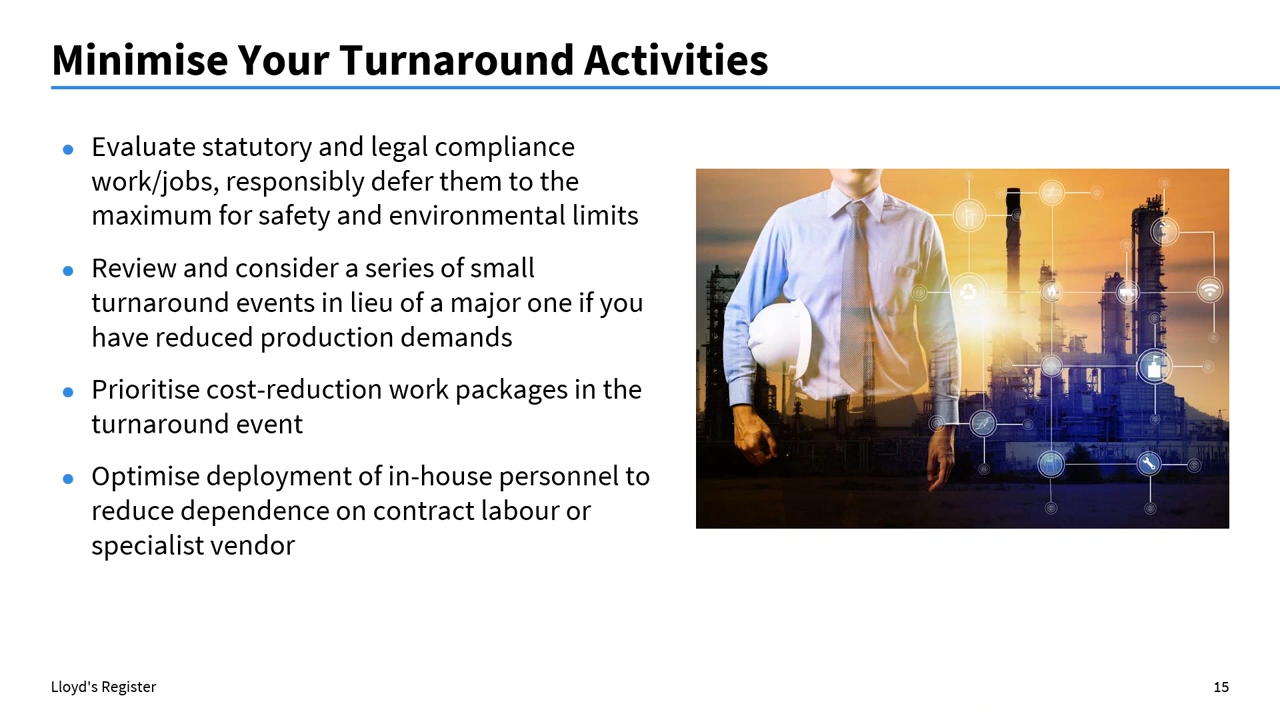 Minimise Your Turnaround Activities
Evaluate statutory and legal compliance
work/jobs, responsibly defer them to the
maximum for safety and environmental limits
Review and consider a series of small
turnaround events in lieu of a major one if you
have reduced production demands
Prioritise cost-reduction work packages in the
turnaround event
Optimise deployment of in-house personnel to
reduce dependence on contract labour or
specialist vendor
Lloyd's Register
15